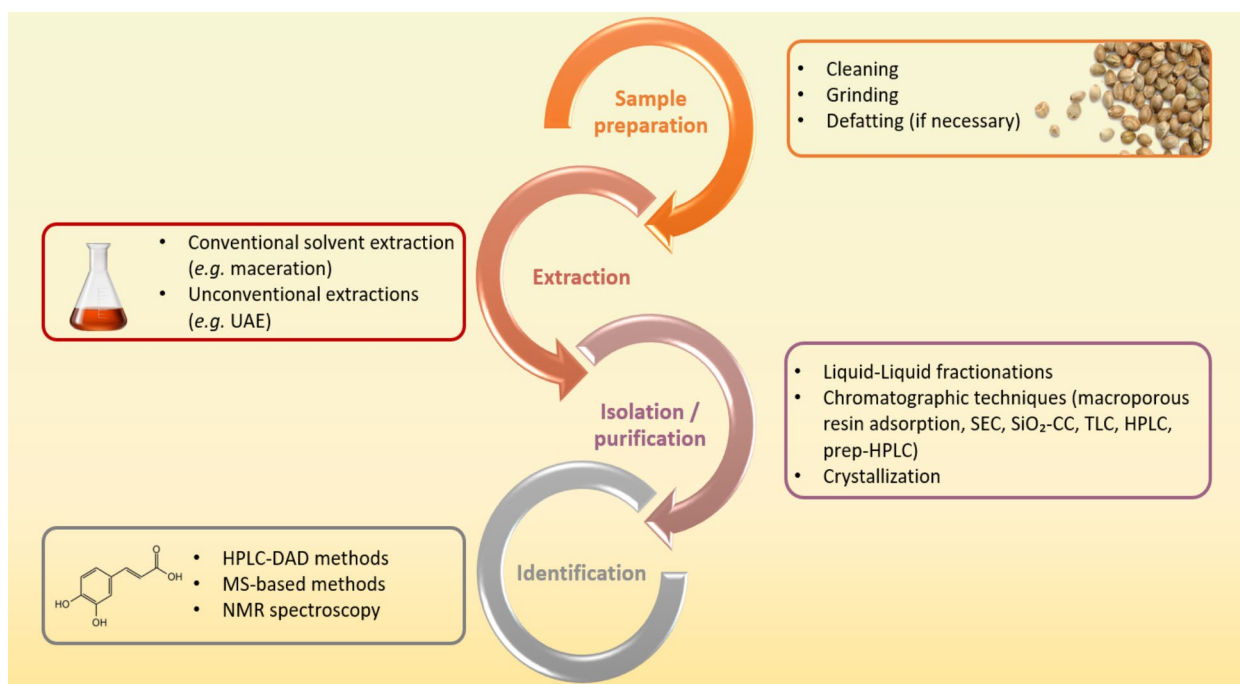 Sample
preparation
• Cleaning
• Grinding
• Defatting (if necessary)
Extraction
• Conventional solvent extraction
(e.g. maceration)
• Unconventional extractions
(e.g. UAE)
Isolation /
purification
• Liquid-Liquid fractionations
• Chromatographic techniques (macroporous
resin adsorption, SEC, SiO₂-CC, TLC, HPLC,
prep-HPLC)
• Crystallization
Identification
• HPLC-DAD methods
• MS-based methods
• NMR spectroscopy
O
OH
HO
OH